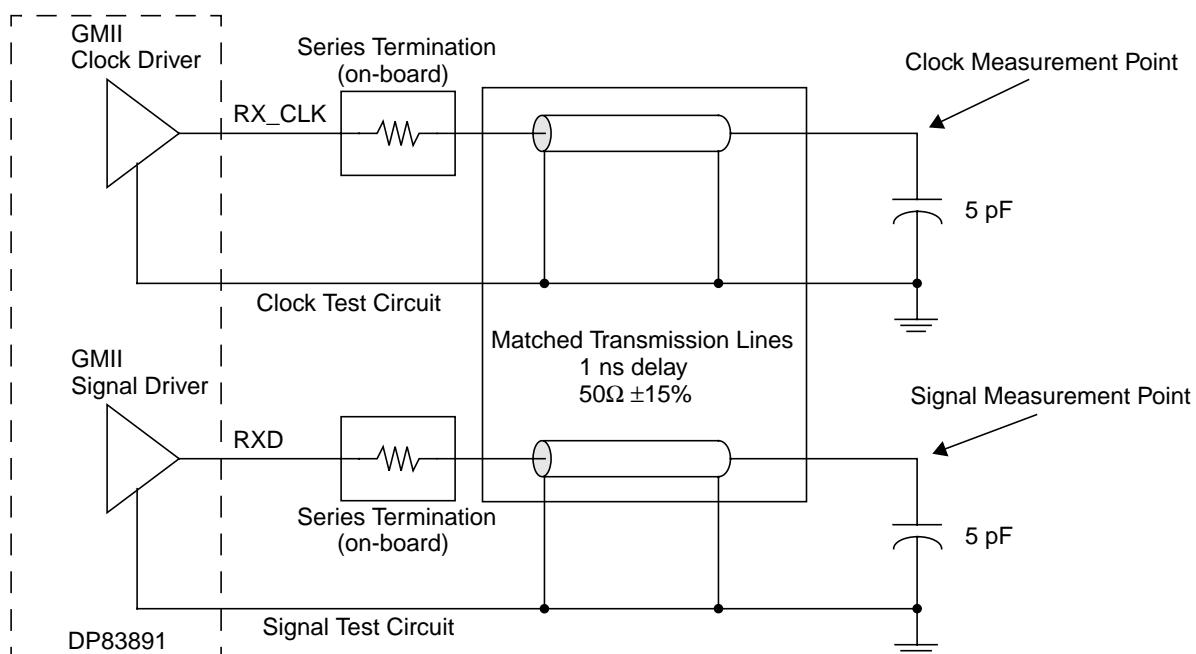 GMII
Clock Driver
RX_CLK
Series Termination
(on-board)
Clock Measurement Point
5 pF
Clock Test Circuit
Matched Transmission Lines
1 ns delay
50Ω ±15%
GMII
Signal Driver
RXD
Series Termination
(on-board)
Signal Measurement Point
5 pF
Signal Test Circuit
DP83891